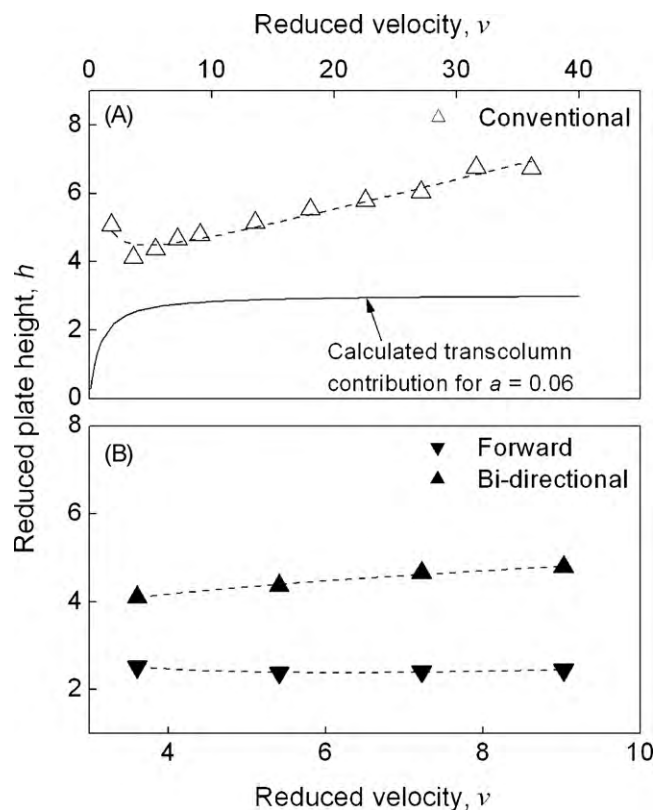 Reduced velocity, ν
0 10 20 30 40
(A)
Conventional
8
6
4
2
0
Calculated transcolumn
contribution for a = 0.06
Reduced plate height, h
(B)
Forward
Bi-directional
8
6
4
2
4 6 8 10
Reduced velocity, ν